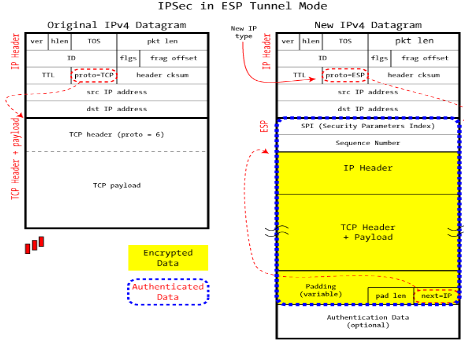 IPSec in ESP Tunnel Mode
Original IPv4 Datagram
IP Header
ver hlen TOS pkt len
ID flgs frag offset
TTL proto=TCP header cksum
src IP address
dst IP address
TCP Header + payload
TCP header (proto = 6)
TCP payload
Encrypted
Data
Authenticated
Data
New IPv4 Datagram
New IP
type
IP Header
ver hlen TOS pkt len
ID flgs frag offset
TTL proto=ESP header cksum
src IP address
dst IP address
ESP
SPI (Security Parameters Index)
Sequence Number
IP Header
TCP Header
+ Payload
Padding
(variable)
pad len next=IP
Authentication Data
(optional)